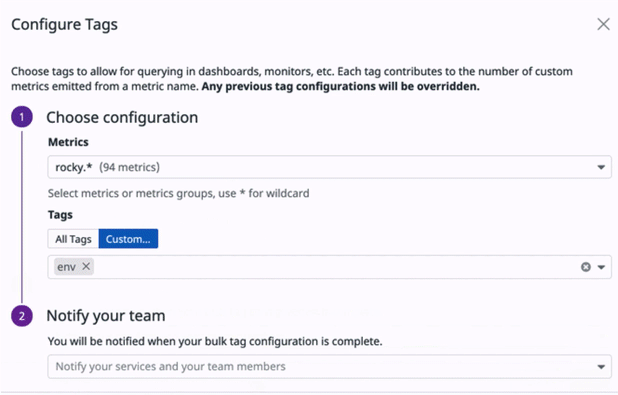 Configure Tags
Choose tags to allow for querying in dashboards, monitors, etc. Each tag contributes to the number of custom
metrics emitted from a metric name. Any previous tag configurations will be overridden.
1 Choose configuration
Metrics
rocky.* (94 metrics)
Select metrics or metrics groups, use * for wildcard
Tags
All Tags Custom...
env
2 Notify your team
You will be notified when your bulk tag configuration is complete.
Notify your services and your team members